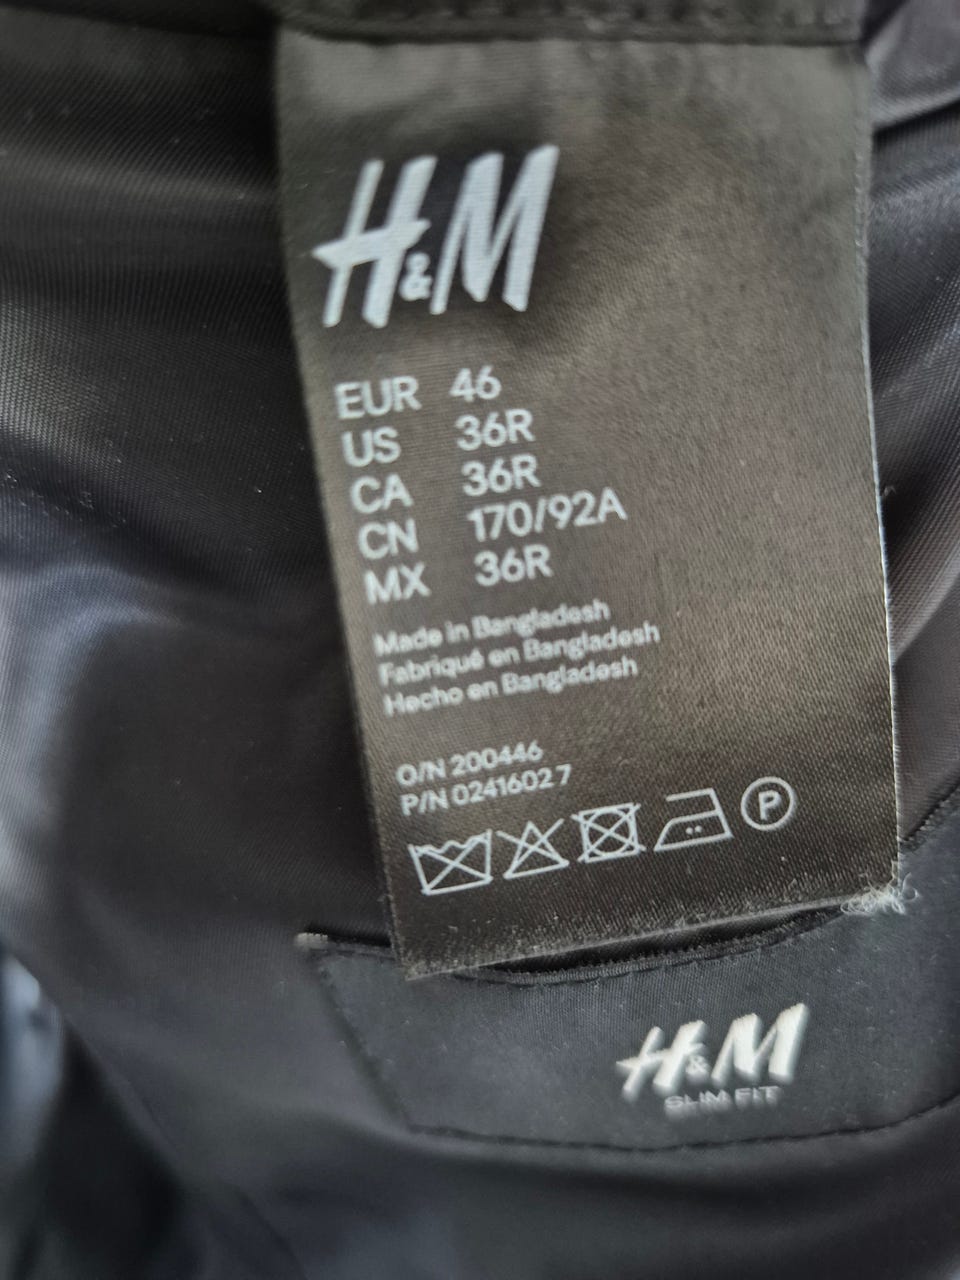 H&M
EUR 46
US 36R
CA 36R
CN 170/92A
MX 36R
Made in Bangladesh
Fabriqué en Bangladesh
Hecho en Bangladesh
O/N 200446
P/N 02416027
P
H&M
SLIM FIT